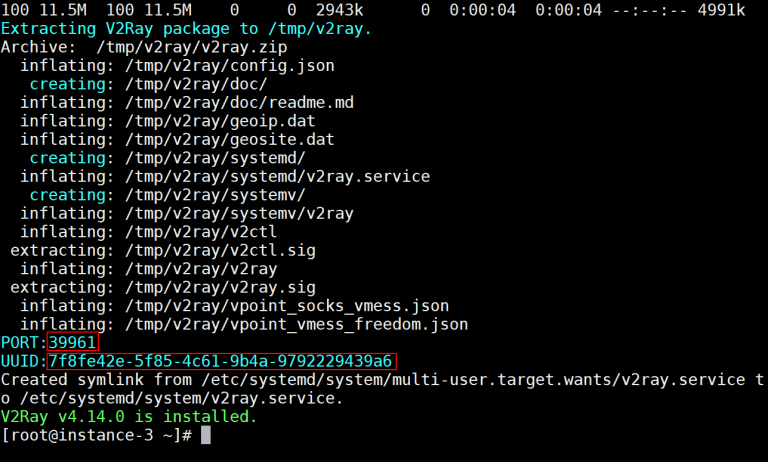 100 11.5M  100 11.5M    0     0  2943k      0  0:00:04  0:00:04 --:--:-- 4991k
Extracting V2Ray package to /tmp/v2ray.
Archive:  /tmp/v2ray/v2ray.zip
  inflating: /tmp/v2ray/config.json
   creating: /tmp/v2ray/doc/
  inflating: /tmp/v2ray/doc/readme.md
  inflating: /tmp/v2ray/geoip.dat
  inflating: /tmp/v2ray/geosite.dat
   creating: /tmp/v2ray/systemd/
  inflating: /tmp/v2ray/systemd/v2ray.service
   creating: /tmp/v2ray/systemv/
  inflating: /tmp/v2ray/systemv/v2ray
  inflating: /tmp/v2ray/v2ctl
 extracting: /tmp/v2ray/v2ctl.sig
  inflating: /tmp/v2ray/v2ray
 extracting: /tmp/v2ray/v2ray.sig
  inflating: /tmp/v2ray/vpoint_socks_vmess.json
  inflating: /tmp/v2ray/vpoint_vmess_freedom.json
PORT:39961
UUID:7f8fe42e-5f85-4c61-9b4a-9792229439a6
Created symlink from /etc/systemd/system/multi-user.target.wants/v2ray.service t
o /etc/systemd/system/v2ray.service.
V2Ray v4.14.0 is installed.
[root@instance-3 ~]#